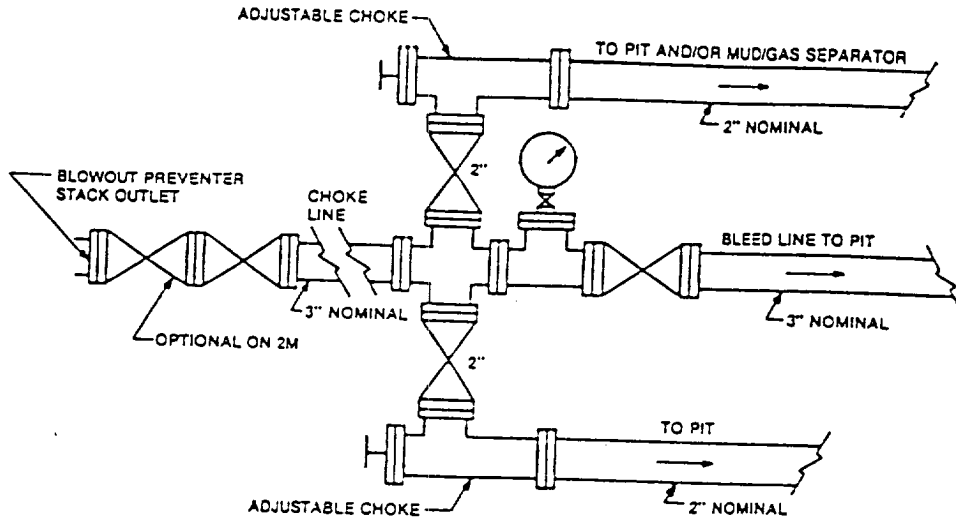 ADJUSTABLE CHOKE
TO PIT AND/OR MUD/GAS SEPARATOR
2" NOMINAL
2"
BLOWOUT PREVENTER
STACK OUTLET
CHOKE
LINE
BLEED LINE TO PIT
3" NOMINAL
3" NOMINAL
OPTIONAL ON 2M
2"
TO PIT
ADJUSTABLE CHOKE
2" NOMINAL